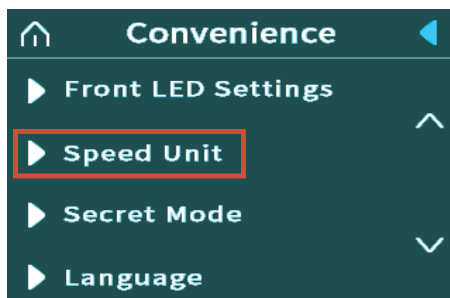 Convenience
Front LED Settings
Speed Unit
Secret Mode
Language